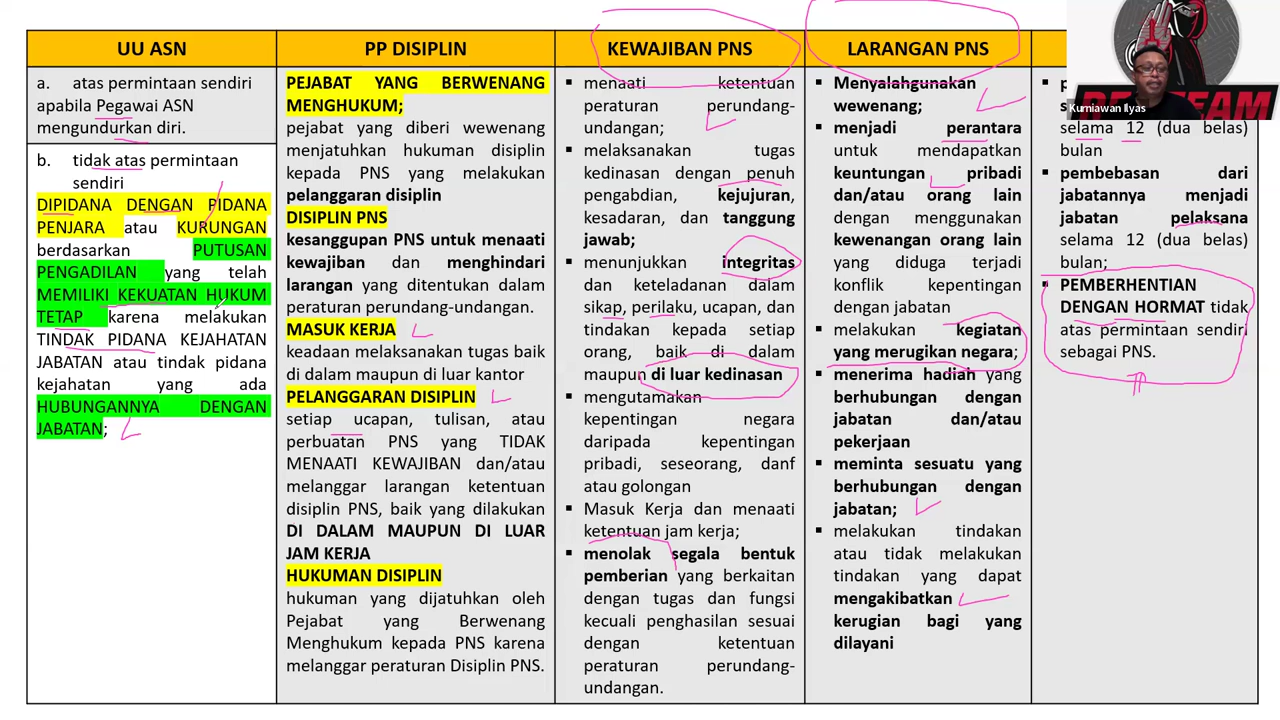 UU ASN
a. atas permintaan sendiri
apabila Pegawai ASN
mengundurkan diri.
b. tidak atas permintaan
sendiri
DIPIDANA DENGAN PIDANA
PENJARA atau KURUNGAN
berdasarkan PUTUSAN
PENGADILAN yang telah
MEMILIKI KEKUATAN HUKUM
TETAP karena melakukan
TINDAK PIDANA KEJAHATAN
JABATAN atau tindak pidana
kejahatan yang ada
HUBUNGANNYA DENGAN
JABATAN;
PP DISIPLIN
PEJABAT YANG BERWENANG
MENGHUKUM;
pejabat yang diberi wewenang
menjatuhkan hukuman disiplin
kepada PNS yang melakukan
pelanggaran disiplin
DISIPLIN PNS
kesanggupan PNS untuk menaati
kewajiban dan menghindari
larangan yang ditentukan dalam
peraturan perundang-undangan.
MASUK KERJA
keadaan melaksanakan tugas baik
di dalam maupun di luar kantor
PELANGGARAN DISIPLIN
setiap ucapan, tulisan, atau
perbuatan PNS yang TIDAK
MENAATI KEWAJIBAN dan/atau
melanggar larangan ketentuan
disiplin PNS, baik yang dilakukan
DI DALAM MAUPUN DI LUAR
JAM KERJA
HUKUMAN DISIPLIN
hukuman yang dijatuhkan oleh
Pejabat yang Berwenang
Menghukum kepada PNS karena
melanggar peraturan Disiplin PNS.
KEWAJIBAN PNS
▪ menaati ketentuan
peraturan perundang-
undangan;
▪ melaksanakan tugas
kedinasan dengan penuh
pengabdian, kejujuran,
kesadaran, dan tanggung
jawab;
▪ menunjukkan integritas
dan keteladanan dalam
sikap, perilaku, ucapan, dan
tindakan kepada setiap
orang, baik di dalam
maupun di luar kedinasan
▪ mengutamakan
kepentingan negara
daripada kepentingan
pribadi, seseorang, danf
atau golongan
▪ Masuk Kerja dan menaati
ketentuan jam kerja;
▪ menolak segala bentuk
pemberian yang berkaitan
dengan tugas dan fungsi
kecuali penghasilan sesuai
dengan ketentuan
peraturan perundang-
undangan.
LARANGAN PNS
▪ Menyalahgunakan
wewenang;
▪ menjadi perantara
untuk mendapatkan
keuntungan pribadi
dan/atau orang lain
dengan menggunakan
kewenangan orang lain
yang diduga terjadi
konflik kepentingan
dengan jabatan
▪ melakukan kegiatan
yang merugikan negara;
▪ menerima hadiah yang
berhubungan dengan
jabatan dan/atau
pekerjaan
▪ meminta sesuatu yang
berhubungan dengan
jabatan;
▪ melakukan tindakan
atau tidak melakukan
tindakan yang dapat
mengakibatkan
kerugian bagi yang
dilayani
selama 12 (dua belas)
bulan
▪ pembebasan dari
jabatannya menjadi
jabatan pelaksana
selama 12 (dua belas)
bulan;
▪ PEMBERHENTIAN
DENGAN HORMAT tidak
atas permintaan sendiri
sebagai PNS.
Kurniawan Ilyas